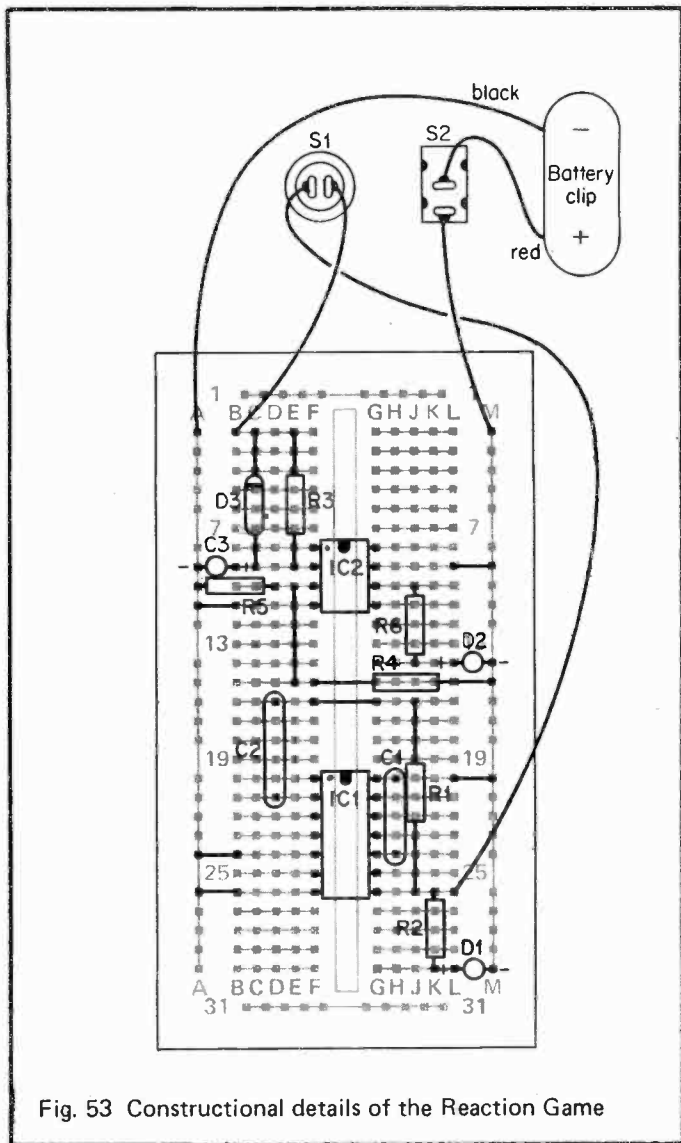 black
S1
S2
−
Battery
clip
+
red
1 1
A B C D E F G H J K L M
D3 R3
7 7
C3
− + IC2
R5
R6
13 D2
R4 + −
C2
19 C1 19
IC1 R1
25 25
R2 D1
+ −
A B C D E F G H J K L M
31 31
Fig. 53 Constructional details of the Reaction Game